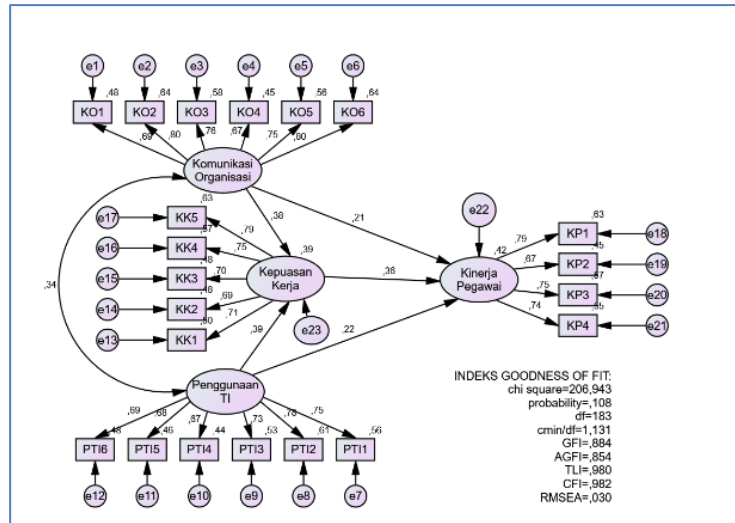 e1 e2 e3 e4 e5 e6
,48 ,64 ,58 ,45 ,56 ,64
KO1 KO2 KO3 KO4 KO5 KO6
,69 ,80 ,76 ,67 ,75 ,80
Komunikasi
Organisasi
,34
,38
,21
e17 KK5 ,63
,79
e16 KK4
,75
e15 KK3 ,48
,70
e14 KK2 ,48
,69
e13 KK1
,71
Kepuasan
Kerja
,39
e23
,36
,39
,22
e22
,42
Kinerja
Pegawai
,79 KP1 ,63 e18
,67 KP2 ,45 e19
,75 KP3 e20
,74 KP4 e21
Penggunaan
TI
,69 ,68 ,67 ,73 ,78 ,75
,48 ,46 ,44 ,53 ,61 ,56
PTI6 PTI5 PTI4 PTI3 PTI2 PTI1
e12 e11 e10 e9 e8 e7
INDEKS GOODNESS OF FIT:
chi square=206,943
probability=,108
df=183
cmin/df=1,131
GFI=,884
AGFI=,854
TLI=,980
CFI=,982
RMSEA=,030